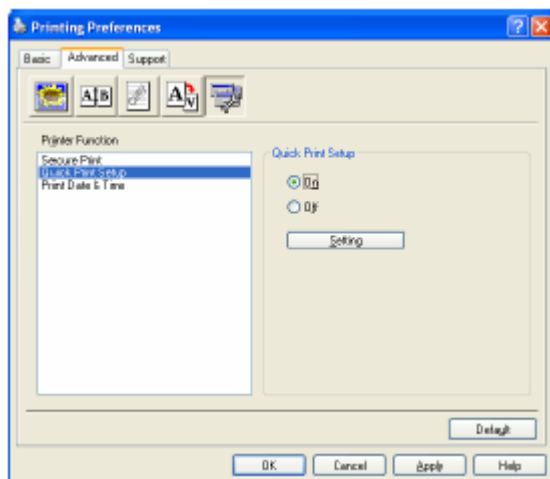 Printing Preferences
Basic Advanced Support
A B
A A
Printer Function
Secure Print
Quick Print Setup
Print Date & Time
Quick Print Setup
On
Off
Setting
Default
OK Cancel Apply Help